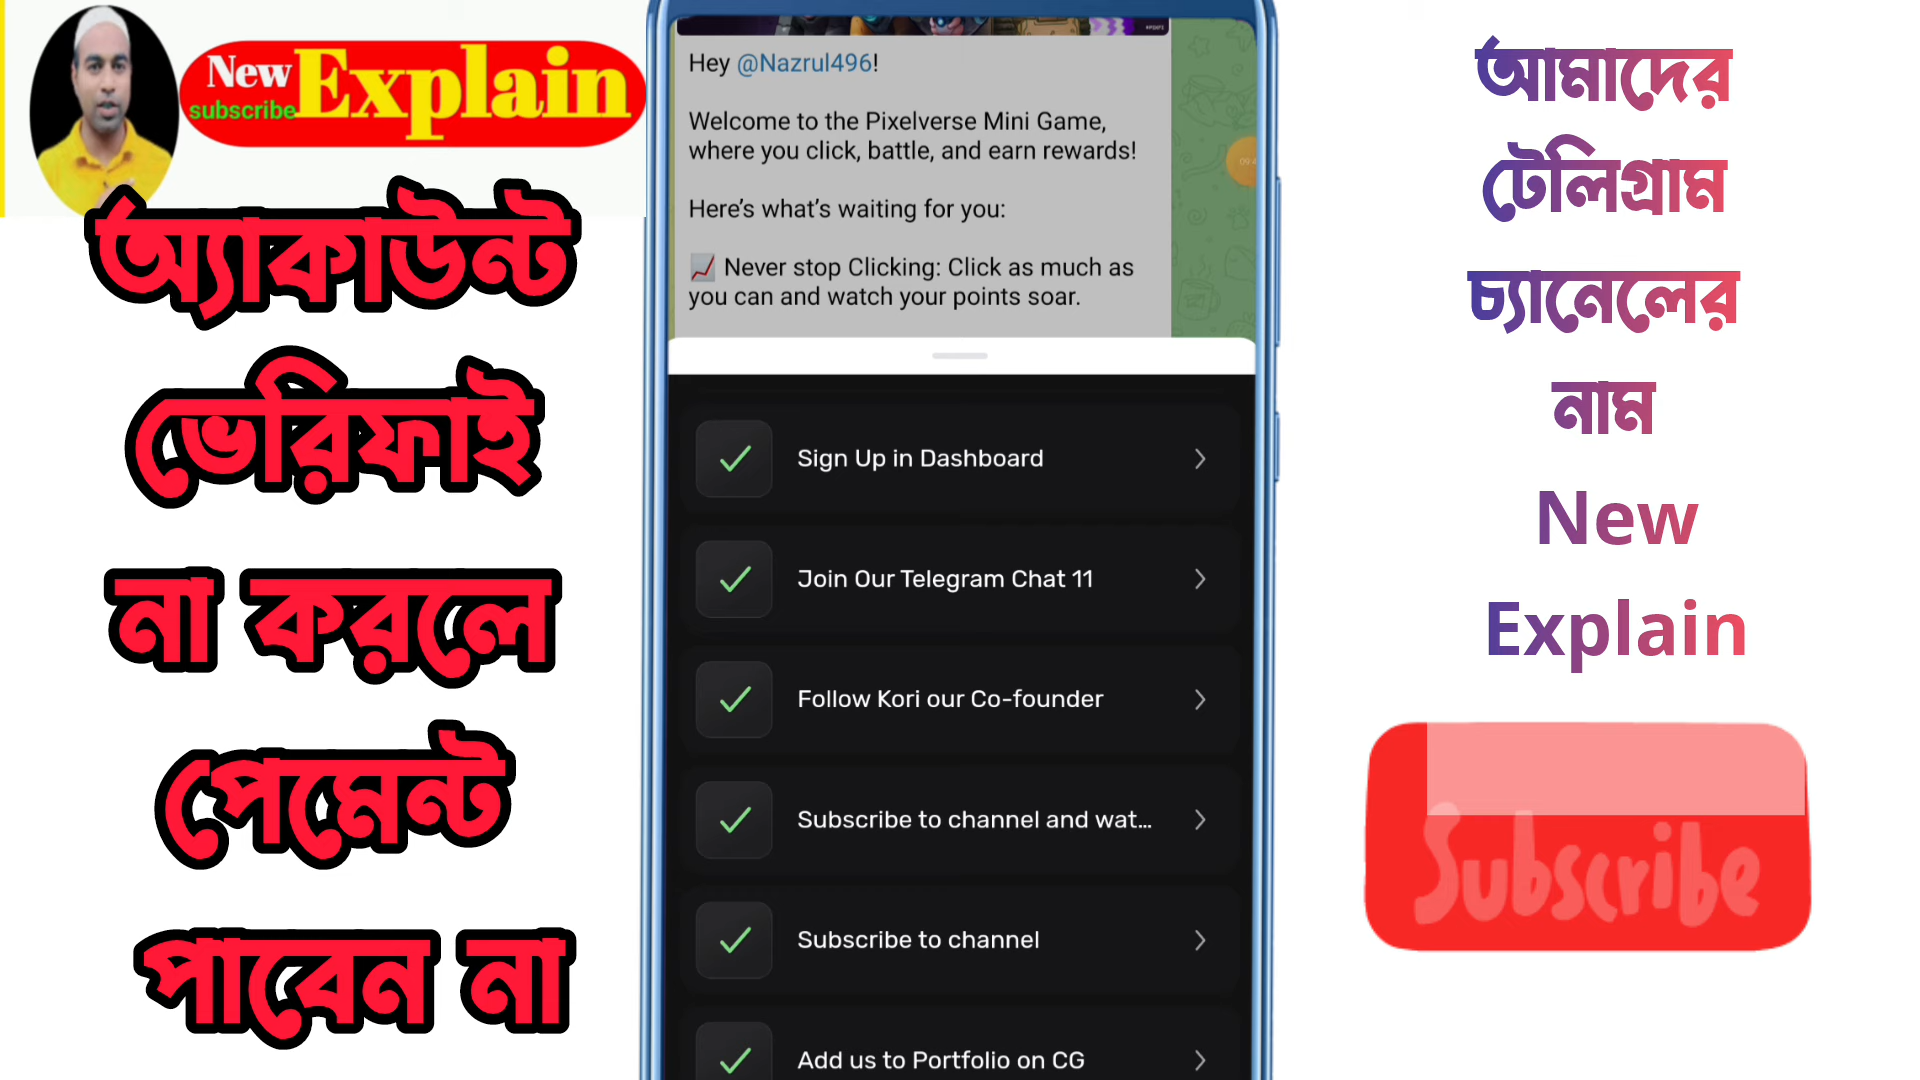 New
subscribe
Explain
অ্যাকাউন্ট
ভেরিফাই
না করলে
পেমেন্ট
পাবেন না
Hey @Nazrul496!
Welcome to the Pixelverse Mini Game,
where you click, battle, and earn rewards!
Here’s what’s waiting for you:
📈 Never stop Clicking: Click as much as
you can and watch your points soar.
Sign Up in Dashboard
Join Our Telegram Chat 11
Follow Kori our Co-founder
Subscribe to channel and wat...
Subscribe to channel
Add us to Portfolio on CG
আমাদের
টেলিগ্রাম
চ্যানেলের
নাম
New
Explain
Subscribe